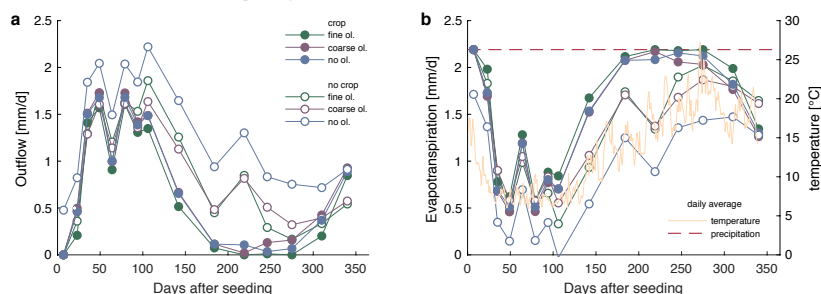 a
crop
fine ol.
coarse ol.
no ol.
no crop
fine ol.
coarse ol.
no ol.
Outflow [mm/d]
2.5
2
1.5
1
0.5
0
0 50 100 150 200 250 300 350
Days after seeding
b
Evapotranspiration [mm/d]
2.5
2
1.5
1
0.5
0
daily average
temperature
precipitation
0 50 100 150 200 250 300 350
Days after seeding
30
25
20
15
10
5
0
temperature [°C]